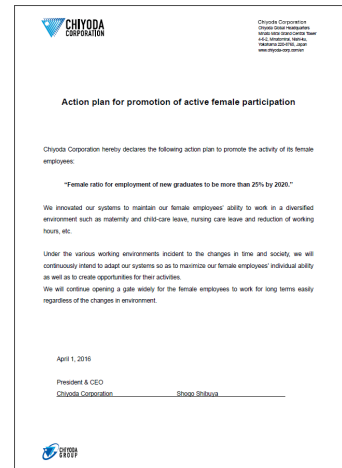 CHIYODA
CORPORATION
Chiyoda Corporation
Chiyoda Global Headquarters
Minato Mirai Grand Central Tower
4-6-2, Minatomirai, Nishi-ku,
Yokohama 220-8765, Japan
www.chiyoda-corp.com/en
Action plan for promotion of active female participation
Chiyoda Corporation hereby declares the following action plan to promote the activity of its female
employees:
“Female ratio for employment of new graduates to be more than 25% by 2020.”
We innovated our systems to maintain our female employees’ ability to work in a diversified
environment such as maternity and child-care leave, nursing care leave and reduction of working
hours, etc.
Under the various working environments incident to the changes in time and society, we will
continuously intend to adapt our systems so as to maximize our female employees’ individual ability
as well as to create opportunities for their activities.
We will continue opening a gate widely for the female employees to work for long terms easily
regardless of the changes in environment.
April 1, 2016
President & CEO
Chiyoda Corporation Shogo Shibuya
CHIYODA
GROUP